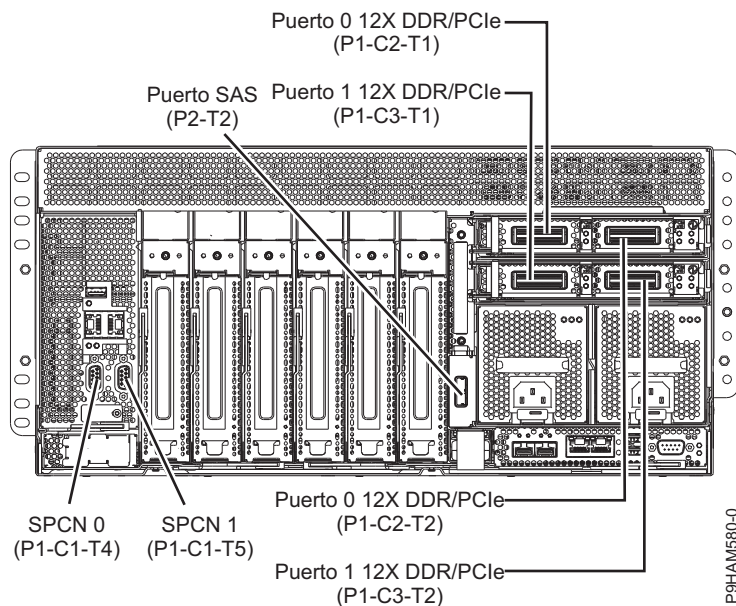 Puerto 0 12X DDR/PCIe
(P1-C2-T1)
Puerto SAS
(P2-T2)
Puerto 1 12X DDR/PCIe
(P1-C3-T1)
SPCN 0
(P1-C1-T4)
SPCN 1
(P1-C1-T5)
Puerto 0 12X DDR/PCIe
(P1-C2-T2)
Puerto 1 12X DDR/PCIe
(P1-C3-T2)
P9HAM580-0